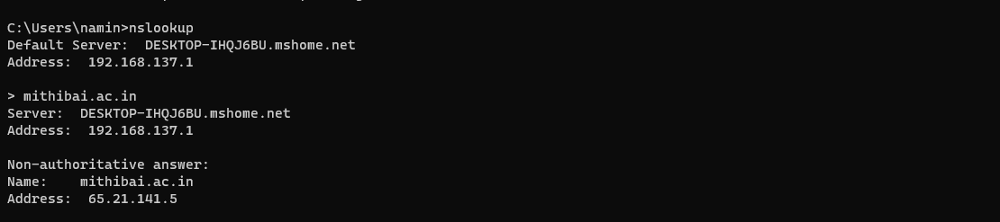 C:\Users\namin>nslookup
Default Server:  DESKTOP-IHQJ6BU.mshome.net
Address:  192.168.137.1

> mithibai.ac.in
Server:  DESKTOP-IHQJ6BU.mshome.net
Address:  192.168.137.1

Non-authoritative answer:
Name:    mithibai.ac.in
Address:  65.21.141.5